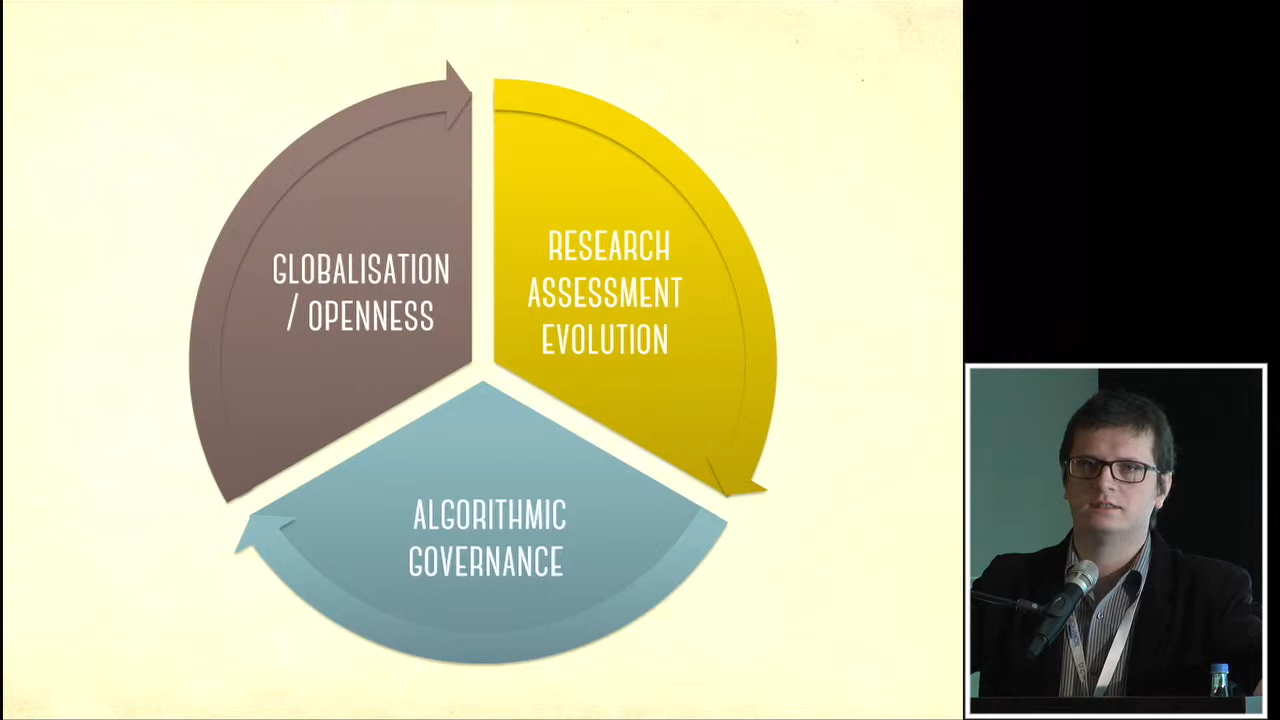 GLOBALISATION
/ OPENNESS
RESEARCH
ASSESSMENT
EVOLUTION
ALGORITHMIC
GOVERNANCE